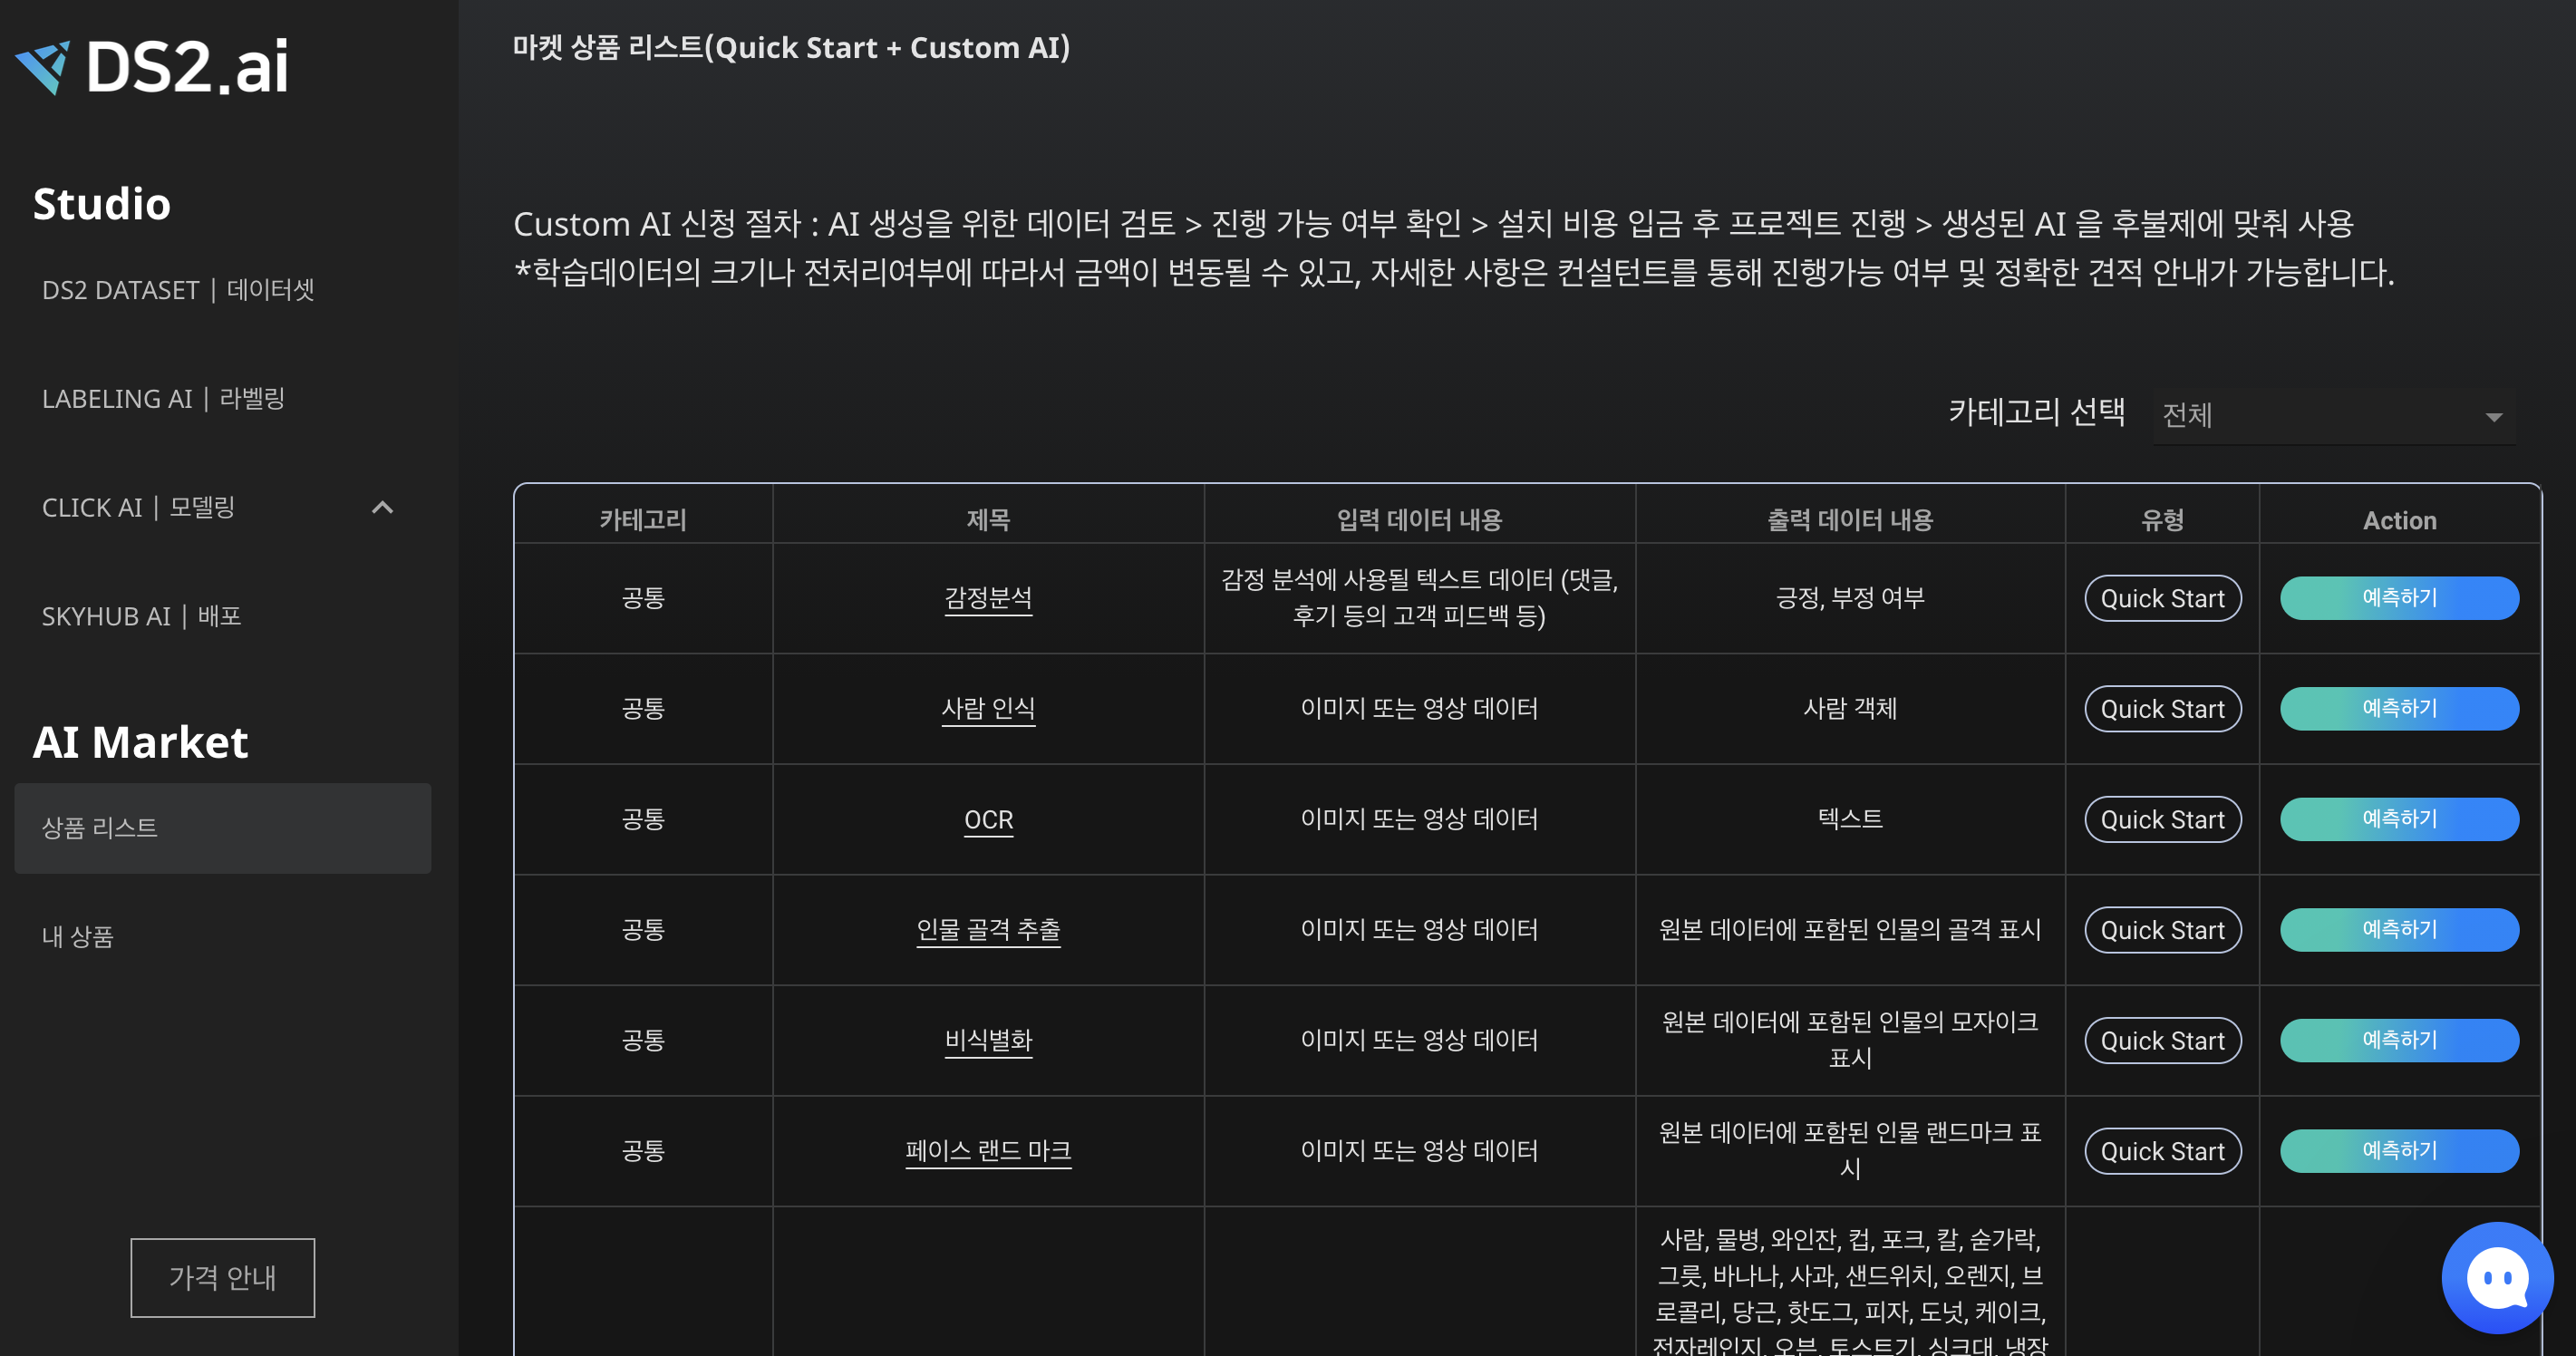 DS2.ai
Studio
DS2 DATASET | 데이터셋
LABELING AI | 라벨링
CLICK AI | 모델링
SKYHUB AI | 배포
AI Market
상품 리스트
내 상품
가격 안내
마켓 상품 리스트(Quick Start + Custom AI)
Custom AI 신청 절차 : AI 생성을 위한 데이터 검토 > 진행 가능 여부 확인 > 설치 비용 입금 후 프로젝트 진행 > 생성된 AI 을 후불제에 맞춰 사용
*학습데이터의 크기나 전처리여부에 따라서 금액이 변동될 수 있고, 자세한 사항은 컨설턴트를 통해 진행가능 여부 및 정확한 견적 안내가 가능합니다.
카테고리 선택 전체
카테고리 제목 입력 데이터 내용 출력 데이터 내용 유형 Action
공통 감정분석 감정 분석에 사용될 텍스트 데이터 (댓글,
후기 등의 고객 피드백 등) 긍정, 부정 여부 Quick Start 예측하기
공통 사람 인식 이미지 또는 영상 데이터 사람 객체 Quick Start 예측하기
공통 OCR 이미지 또는 영상 데이터 텍스트 Quick Start 예측하기
공통 인물 골격 추출 이미지 또는 영상 데이터 원본 데이터에 포함된 인물의 골격 표시 Quick Start 예측하기
공통 비식별화 이미지 또는 영상 데이터 원본 데이터에 포함된 인물의 모자이크
표시 Quick Start 예측하기
공통 페이스 랜드 마크 이미지 또는 영상 데이터 원본 데이터에 포함된 인물 랜드마크 표
시 Quick Start 예측하기
사람, 물병, 와인잔, 컵, 포크, 칼, 숟가락,
그릇, 바나나, 사과, 샌드위치, 오렌지, 브
로콜리, 당근, 핫도그, 피자, 도넛, 케이크,
전자레인지, 오븐, 토스트기, 싱크대, 냉장